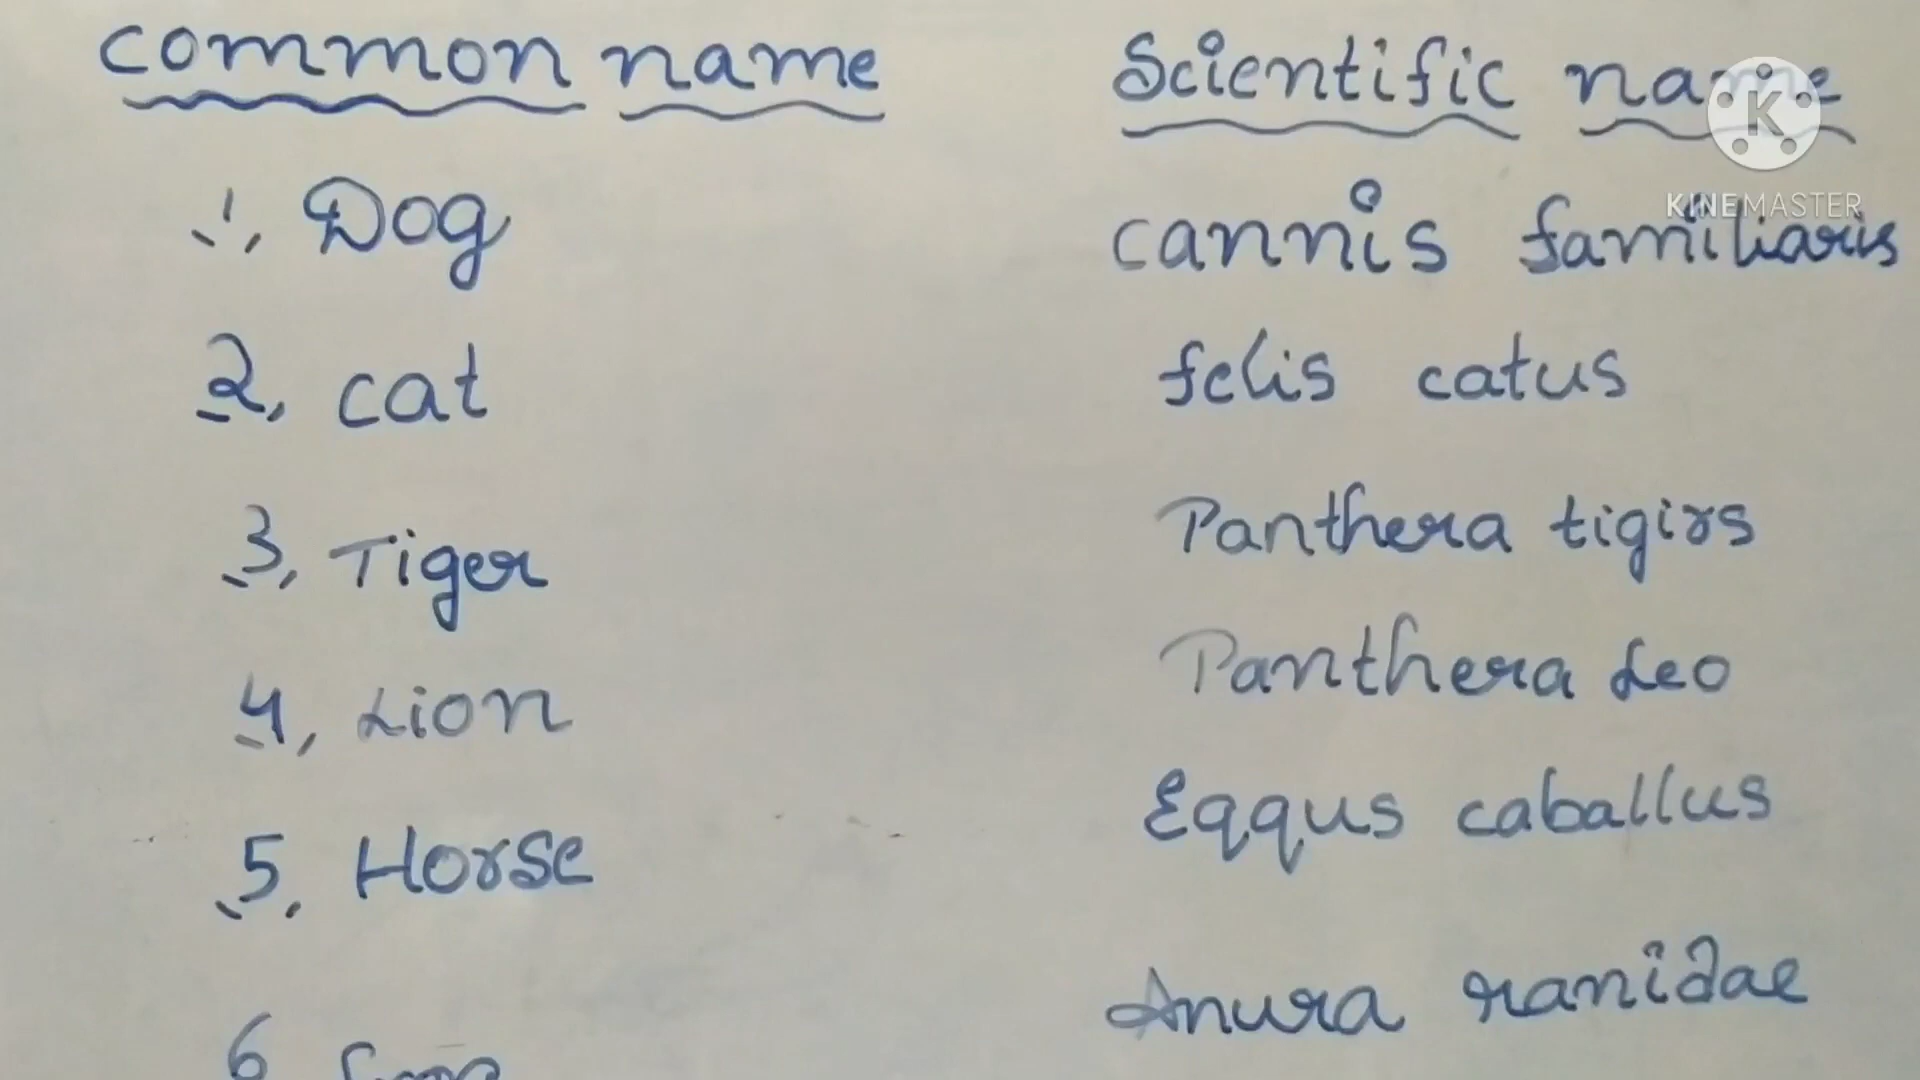 common name Scientific name
KINEMASTER
1, Dog cannis familiaris
2, cat felis catus
3, Tiger Panthera tigirs
4, Lion Panthera Leo
5, Horse Eqqus caballus
Anura ranidae
6